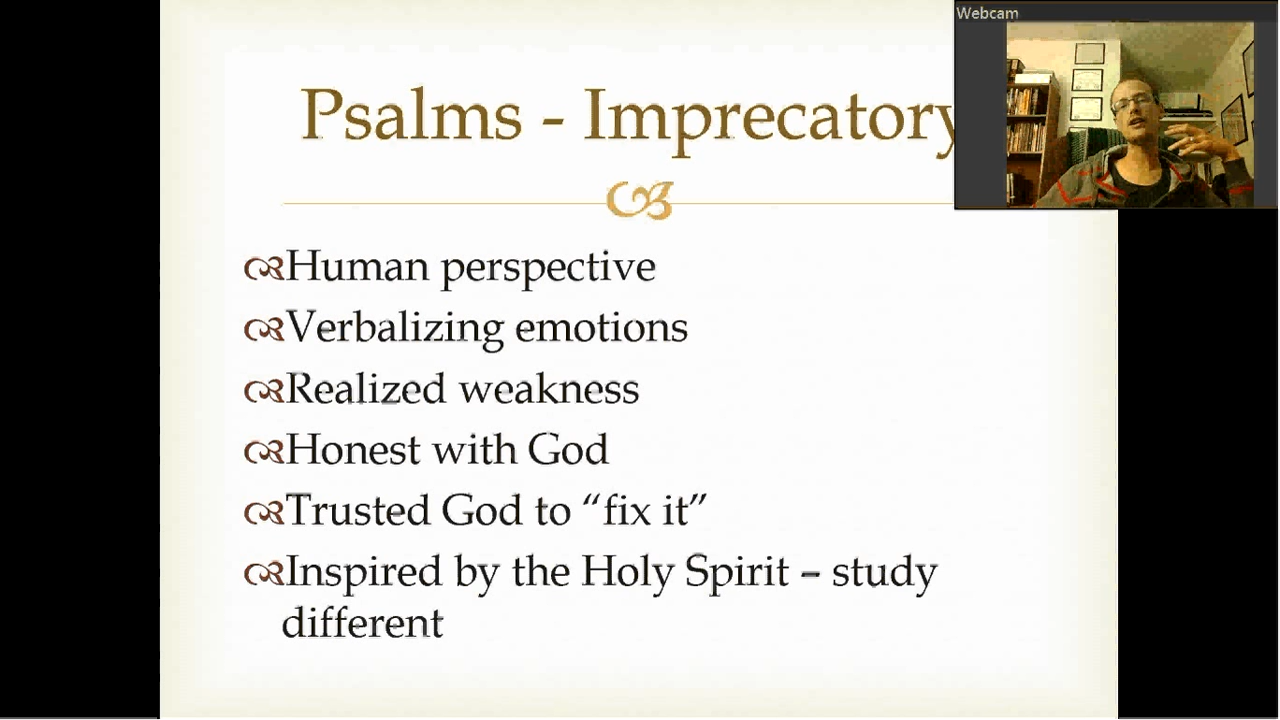 Webcam
Psalms - Imprecatory
Human perspective
Verbalizing emotions
Realized weakness
Honest with God
Trusted God to “fix it”
Inspired by the Holy Spirit – study
different